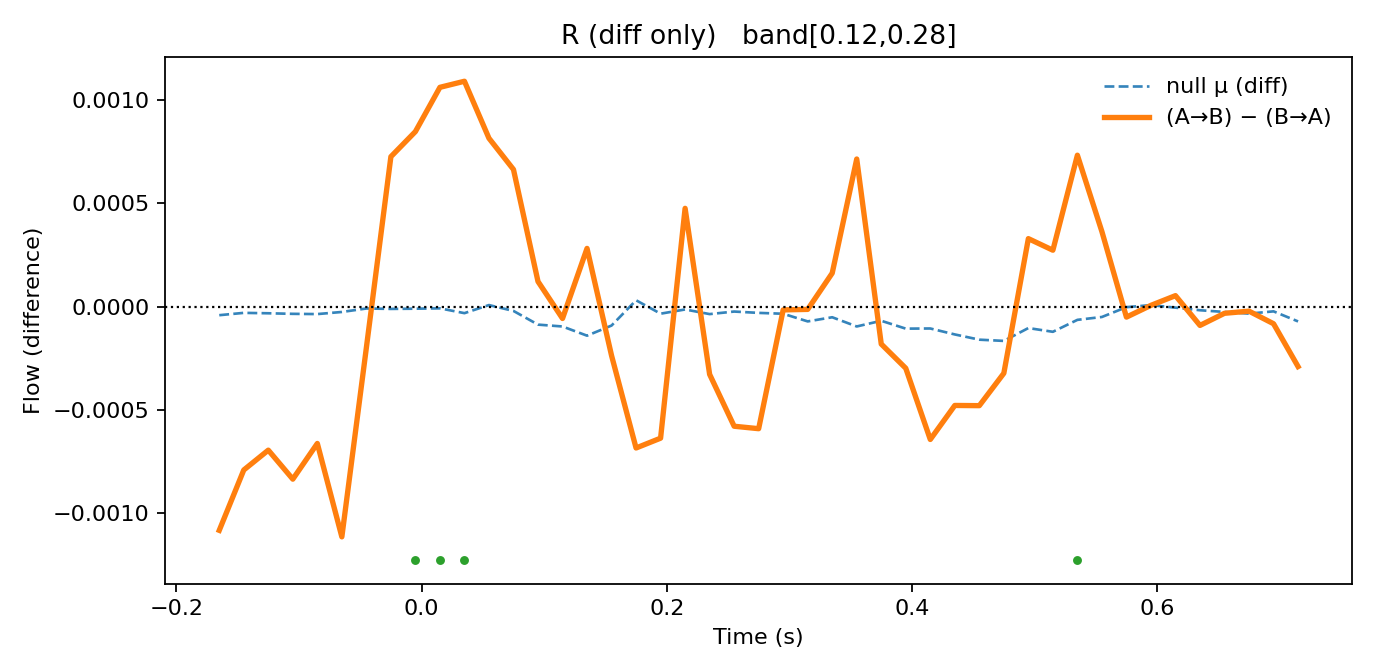 R (diff only)   band[0.12,0.28]
null μ (diff)
(A→B) − (B→A)
Flow (difference)
0.0010
0.0005
0.0000
−0.0005
−0.0010
−0.2
0.0
0.2
0.4
0.6
Time (s)